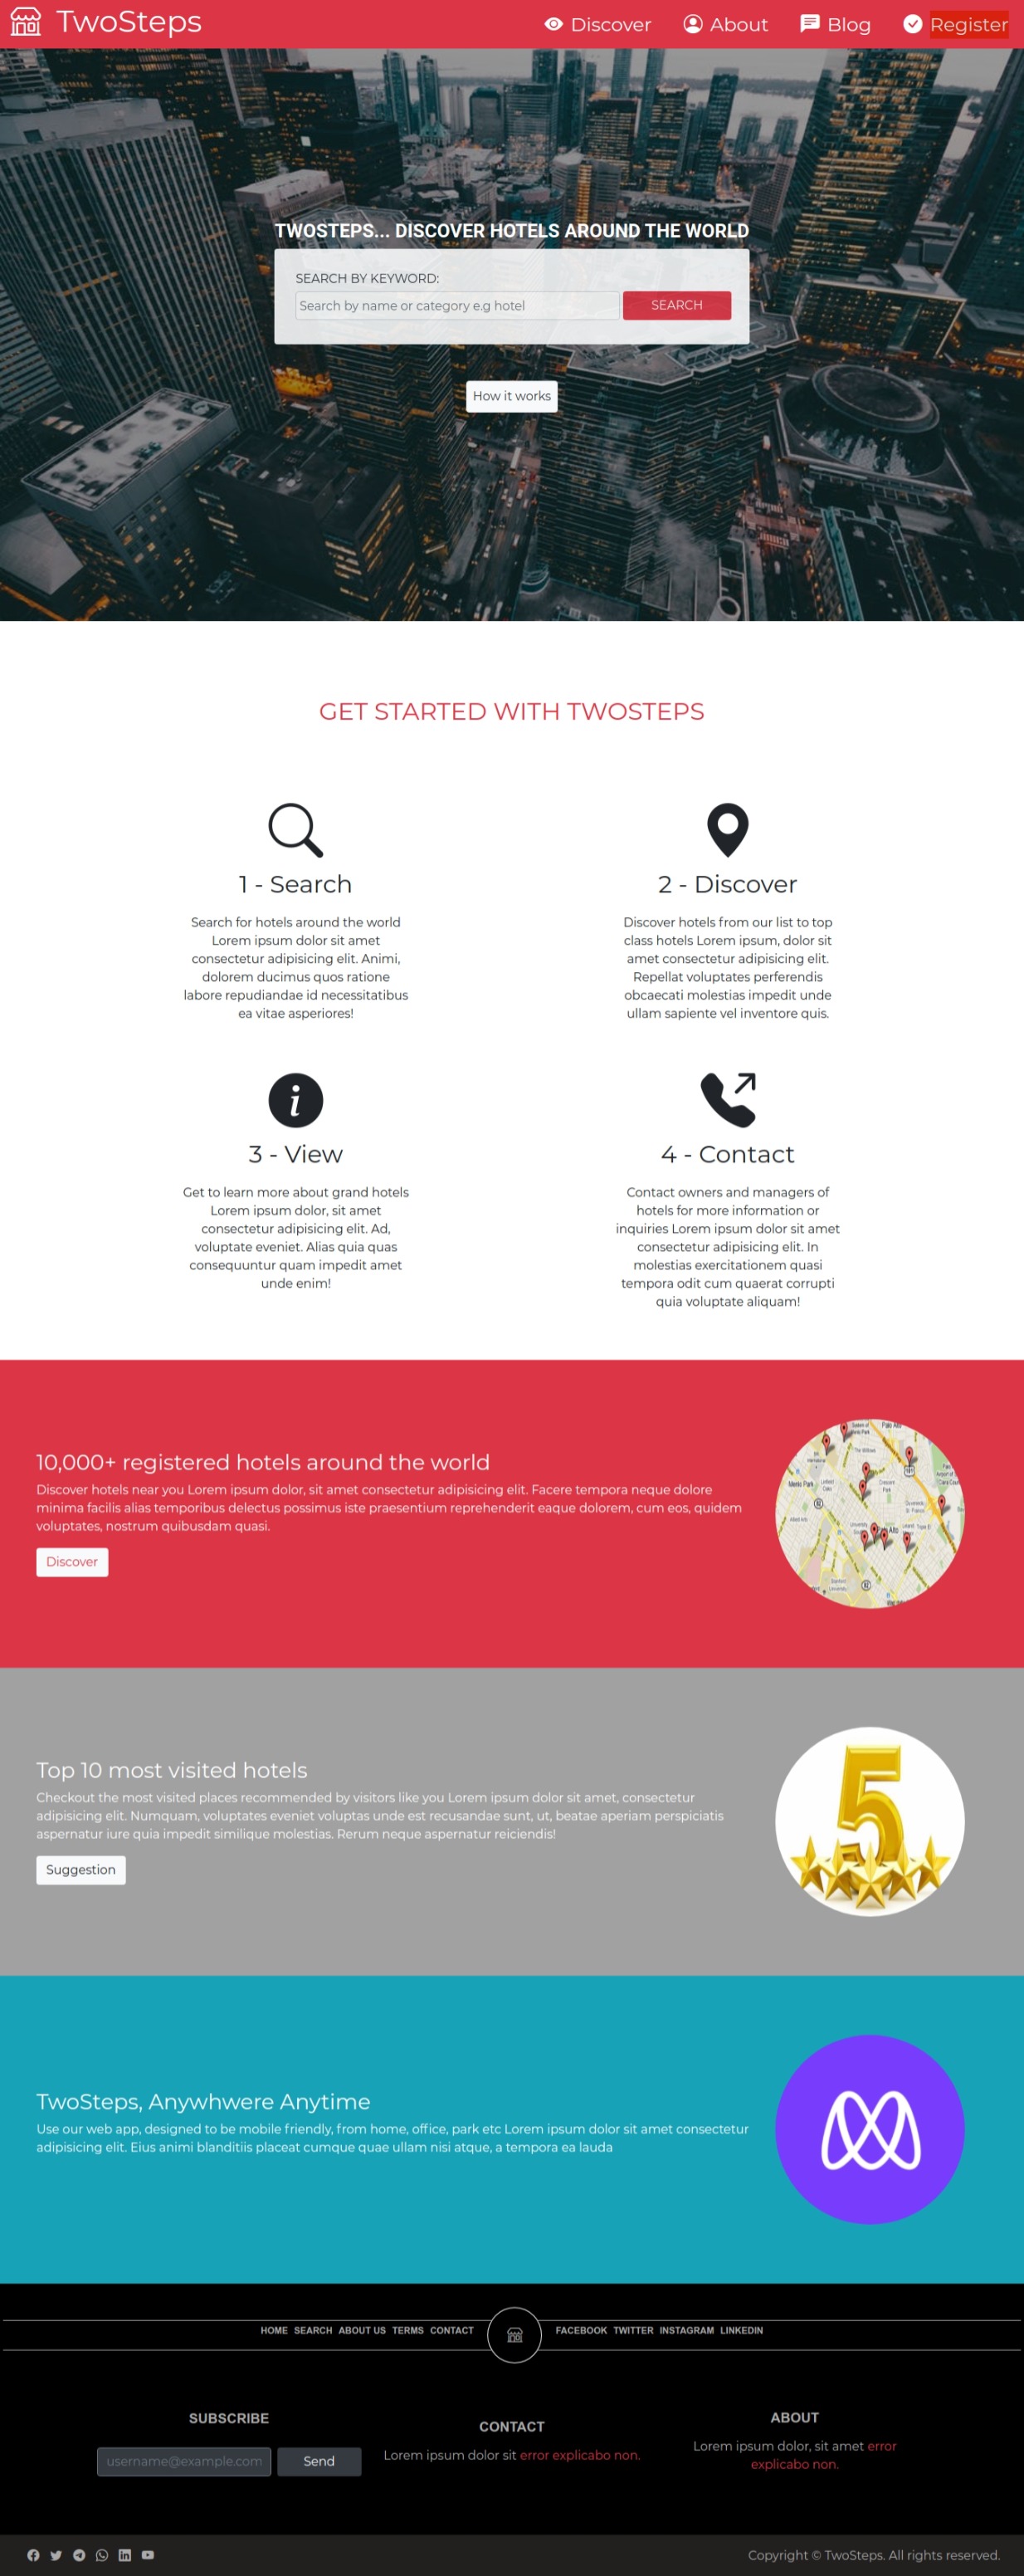 TwoSteps
Discover
About
Blog
Register
TWOSTEPS... DISCOVER HOTELS AROUND THE WORLD
SEARCH BY KEYWORD:
Search by name or category e.g hotel
SEARCH
How it works
GET STARTED WITH TWOSTEPS
1 - Search
Search for hotels around the world
Lorem ipsum dolor sit amet
consectetur adipisicing elit. Animi,
dolorem ducimus quos ratione
labore repudiandae id necessitatibus
ea vitae asperiores!
2 - Discover
Discover hotels from our list to top
class hotels Lorem ipsum, dolor sit
amet consectetur adipisicing elit.
Repellat voluptates perferendis
obcaecati molestias impedit unde
ullam sapiente vel inventore quis.
3 - View
Get to learn more about grand hotels
Lorem ipsum dolor, sit amet
consectetur adipisicing elit. Ad,
voluptate eveniet. Alias quia quas
consequuntur quam impedit amet
unde enim!
4 - Contact
Contact owners and managers of
hotels for more information or
inquiries Lorem ipsum dolor sit amet
consectetur adipisicing elit. In
molestias exercitationem quasi
tempora odit cum quaerat corrupti
quia voluptate aliquam!
10,000+ registered hotels around the world
Discover hotels near you Lorem ipsum dolor, sit amet consectetur adipisicing elit. Facere tempora neque dolore
minima facilis alias temporibus delectus possimus iste praesentium reprehenderit eaque dolorem, cum eos, quidem
voluptates, nostrum quibusdam quasi.
Discover
Palo Alto
The Willows
Menlo Park
Crescent
Park
Stanford
University
Top 10 most visited hotels
Checkout the most visited places recommended by visitors like you Lorem ipsum dolor sit amet, consectetur
adipisicing elit. Numquam, voluptates eveniet voluptas unde est recusandae sunt, ut, beatae aperiam perspiciatis
aspernatur iure quia impedit similique molestias. Rerum neque aspernatur reiciendis!
Suggestion
5
TwoSteps, Anywhwere Anytime
Use our web app, designed to be mobile friendly, from home, office, park etc Lorem ipsum dolor sit amet consectetur
adipisicing elit. Eius animi blanditiis placeat cumque quae ullam nisi atque, a tempora ea lauda
HOME SEARCH ABOUT US TERMS CONTACT
FACEBOOK TWITTER INSTAGRAM LINKEDIN
SUBSCRIBE
username@example.com
Send
CONTACT
Lorem ipsum dolor sit error explicabo non.
ABOUT
Lorem ipsum dolor, sit amet error
explicabo non.
Copyright © TwoSteps. All rights reserved.